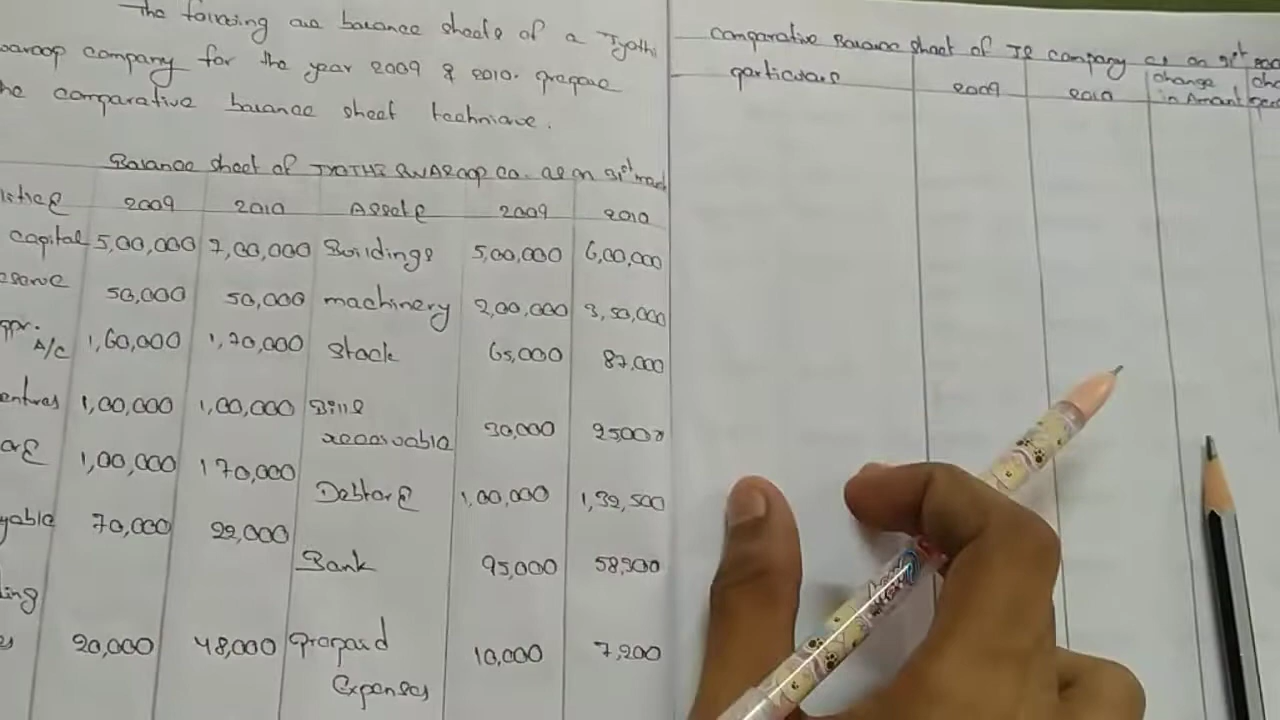 The following are balance sheets of a Jyothi
swaroop company for the year 2009 & 2010. prepare
the comparative balance sheet technique.
Balance sheet of JYOTHI SWAROOP co. as on 31st march
2009 2010 Assets 2009 2010
capital 5,00,000 7,00,000 Buildings 5,00,000 6,00,000
50,000 50,000 machinery 2,00,000 3,50,000
A/c 1,60,000 1,70,000 Stock 65,000 87,000
1,00,000 1,00,000 Bills
receivable 30,000 25000
1,00,000 170,000 Debtors 1,00,000 1,32,500
70,000 22,000
Bank 95,000 58,300
20,000 48,000 prepaid 10,000 7,200
Expenses
comparative Balance sheet of JS company as on 31st
particulars 2009 2010 change
in Amant